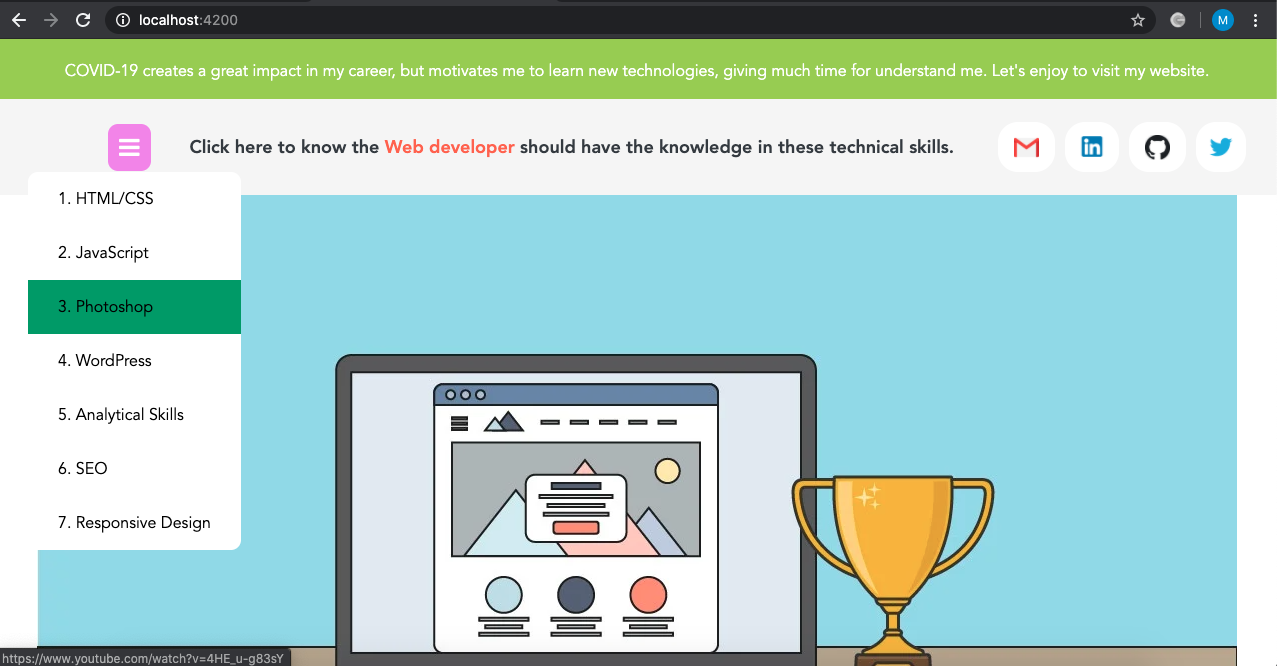 localhost:4200
M
COVID-19 creates a great impact in my career, but motivates me to learn new technologies, giving much time for understand me. Let's enjoy to visit my website.
Click here to know the Web developer should have the knowledge in these technical skills.
in
1. HTML/CSS
2. JavaScript
3. Photoshop
4. WordPress
5. Analytical Skills
6. SEO
7. Responsive Design
https://www.youtube.com/watch?v=4HE_u-g83sY